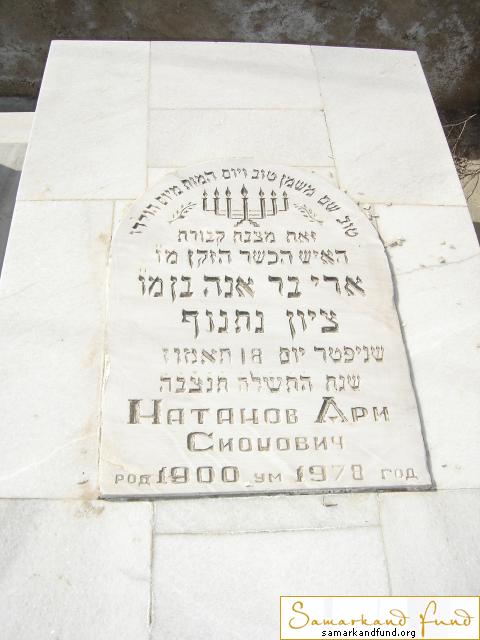 טוב שם משמן טוב ויום המות מיום הולדו
זאת מצבת קבורת
האיש הכשר הזקן מ׳
ארי בר אנה בן מ׳
ציון נתנוף
שניפטר יום 18 תאמוז
שנת התשלה תנצבה
Натанов Ари
Сионович
род 1900 ум 1978 год
Samarkand Fund
samarkandfund.org